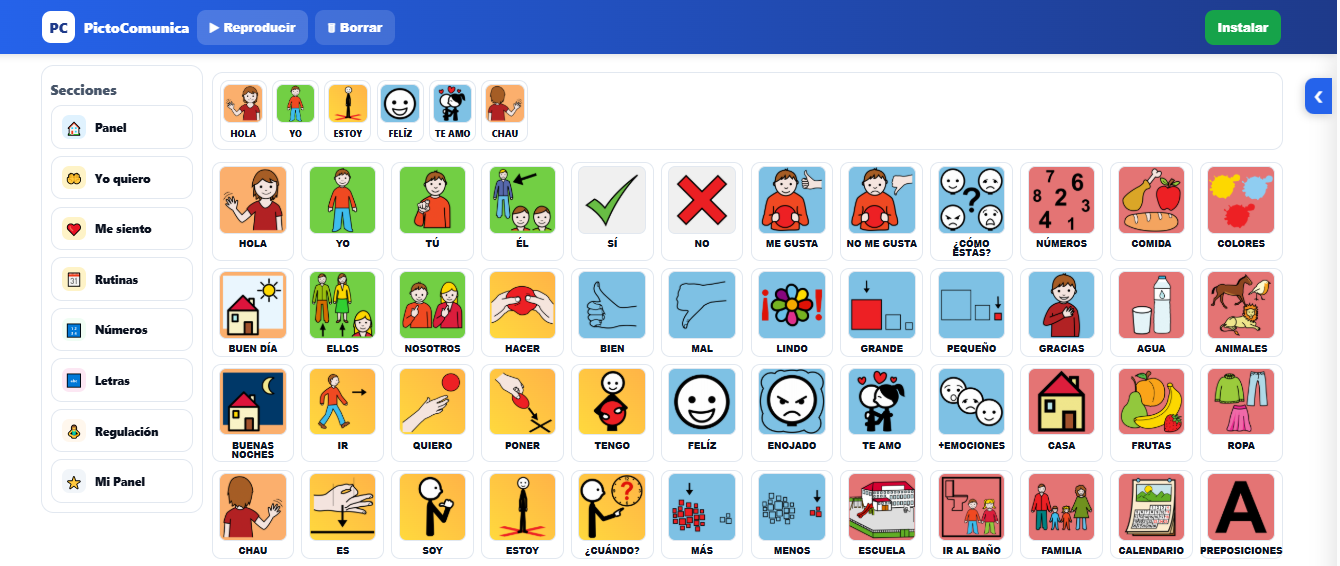 PC PictoComunica ▶ Reproducir Borrar Instalar
Secciones
Panel
Yo quiero
Me siento
Rutinas
Números
Letras
Regulación
Mi Panel
HOLA YO ESTOY FELÍZ TE AMO CHAU
HOLA YO TÚ ÉL SÍ NO ME GUSTA NO ME GUSTA ¿CÓMO ESTÁS? NÚMEROS COMIDA COLORES
7 6 8 2 3 4 1
BUEN DÍA ELLOS NOSOTROS HACER BIEN MAL LINDO GRANDE PEQUEÑO GRACIAS AGUA ANIMALES
BUENAS NOCHES IR QUIERO PONER TENGO FELÍZ ENOJADO TE AMO +EMOCIONES CASA FRUTAS ROPA
CHAU ES SOY ESTOY ¿CUÁNDO? MÁS MENOS ESCUELA IR AL BAÑO FAMILIA CALENDARIO PREPOSICIONES
A